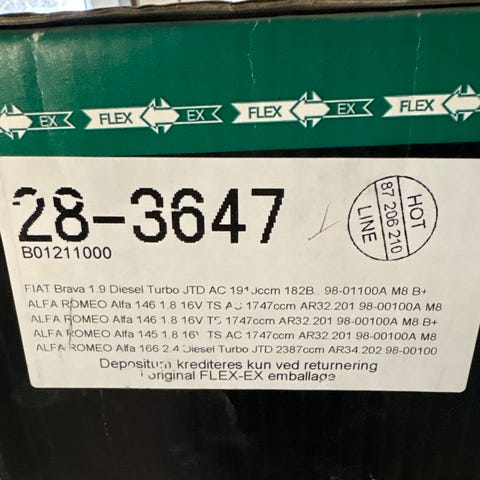 EX FLEX EX FLEX EX FLEX
28-3647
B01211000
HOT
87 206 210
LINE
FIAT Brava 1.9 Diesel Turbo JTD AC 98-01100A M8 B+
ALFA ROMEO Alfa 146 1.8 16V TS AC 1747ccm AR32.201 98-00100A M8
ALFA ROMEO Alfa 146 1.8 16V TS 1747ccm AR32.201 98-00100A M8 B+
ALFA ROMEO Alfa 145 1.8 16V TS AC 1747ccm AR32.201 98-00100A M8
ALFA ROMEO Alfa 166 2.4 Diesel Turbo JTD 2387ccm AR34.202 98-00100
Depositum krediteres kun ved returnering
i original FLEX-EX emballage